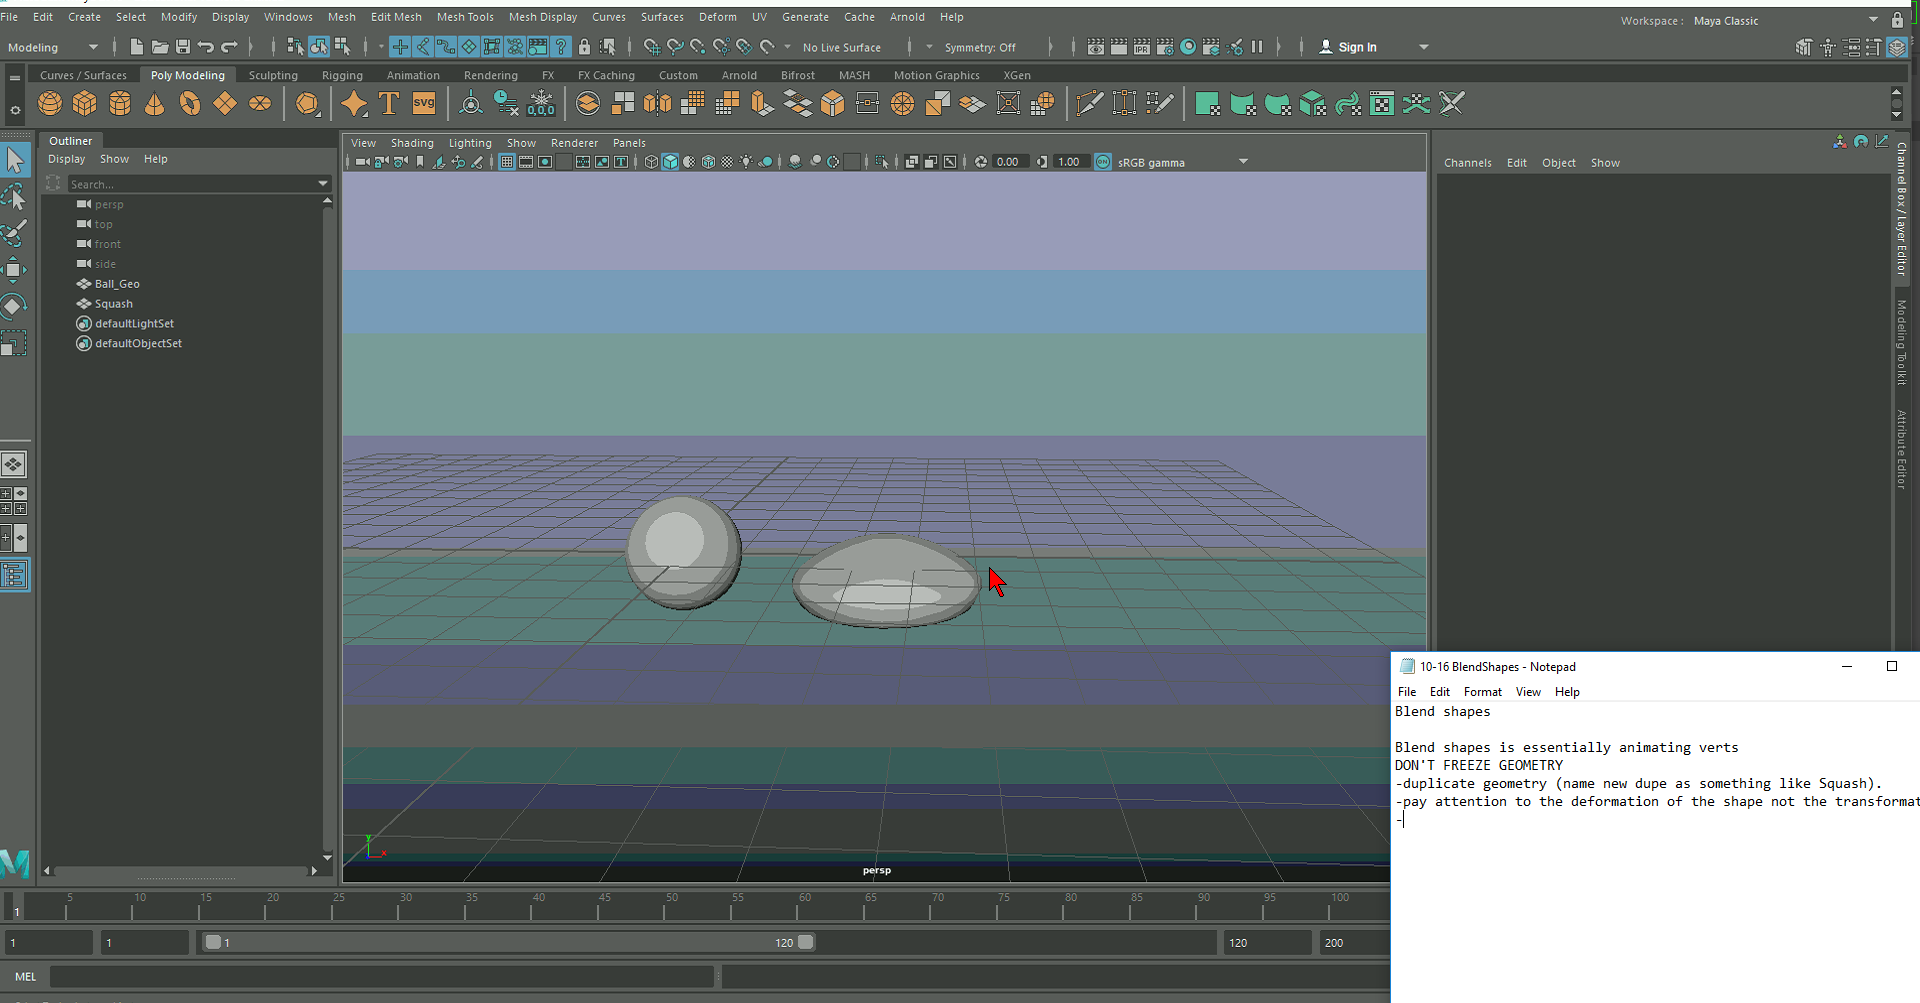 File Edit Create Select Modify Display Windows Mesh Edit Mesh Mesh Tools Mesh Display Curves Surfaces Deform UV Generate Cache Arnold Help
Workspace : Maya Classic
Modeling
No Live Surface
Symmetry: Off
Sign In
Curves / Surfaces Poly Modeling Sculpting Rigging Animation Rendering FX FX Caching Custom Arnold Bifrost MASH Motion Graphics XGen
T svg
0,0,0
Outliner
Display Show Help
Search...
persp
top
front
side
Ball_Geo
Squash
defaultLightSet
defaultObjectSet
View Shading Lighting Show Renderer Panels
0.00 1.00 ON sRGB gamma
y
x
persp
Channels Edit Object Show
Channel Box / Layer Editor
Modeling Toolkit
Attribute Editor
10-16 BlendShapes - Notepad
File Edit Format View Help
Blend shapes
Blend shapes is essentially animating verts
DON'T FREEZE GEOMETRY
-duplicate geometry (name new dupe as something like Squash).
-pay attention to the deformation of the shape not the transformat
-
1 5 10 15 20 25 30 35 40 45 50 55 60 65 70 75 80 85 90 95 100
1 1 1 120 120 200
MEL